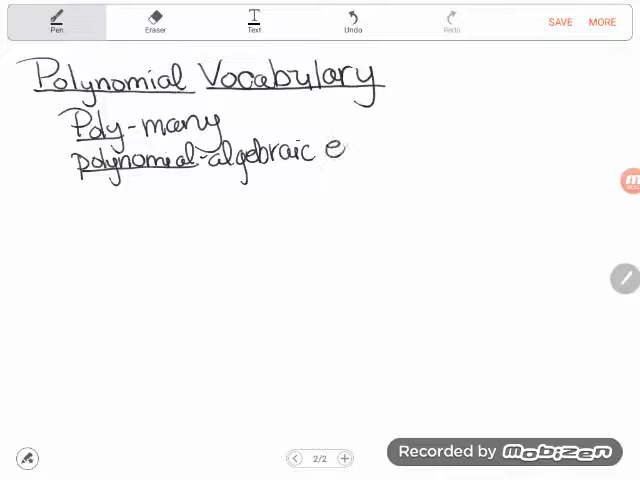 Pen Eraser Text Undo Redo SAVE MORE
Polynomial Vocabulary
Poly-many
polynomial-algebraic e
2/2
Recorded by mobizen